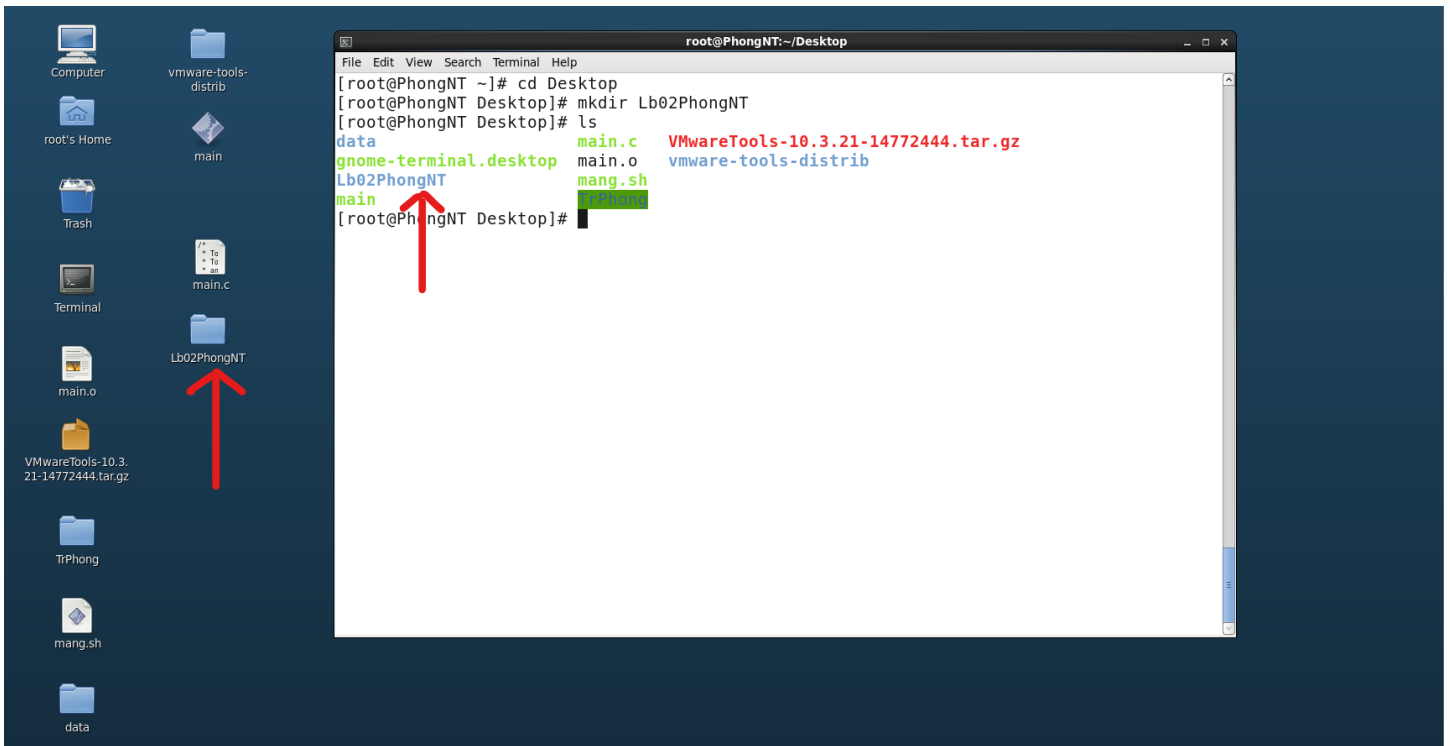 Computer
vmware-tools-
distrib
root's Home
main
Trash
/*
* To
* To
* an
main.c
Terminal
Lb02PhongNT
main.o
VMwareTools-10.3.
21-14772444.tar.gz
TrPhong
mang.sh
data
root@PhongNT:~/Desktop
File Edit View Search Terminal Help
[root@PhongNT ~]# cd Desktop
[root@PhongNT Desktop]# mkdir Lb02PhongNT
[root@PhongNT Desktop]# ls
data main.c VMwareTools-10.3.21-14772444.tar.gz
gnome-terminal.desktop main.o vmware-tools-distrib
Lb02PhongNT mang.sh
main TrPhong
[root@PhongNT Desktop]#